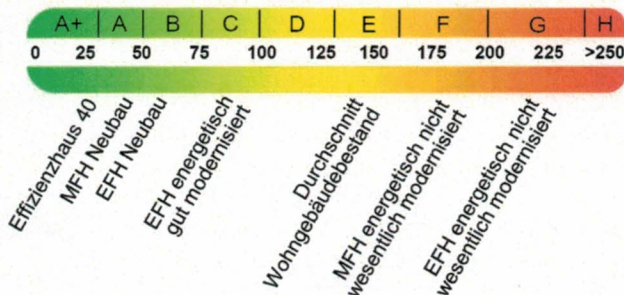 A+ A B C D E F G H
0 25 50 75 100 125 150 175 200 225 >250
Effizienzhaus 40
MFH Neubau
EFH Neubau
EFH energetisch
gut modernisiert
Durchschnitt
Wohngebäudebestand
MFH energetisch nicht
wesentlich modernisiert
EFH energetisch nicht
wesentlich modernisiert